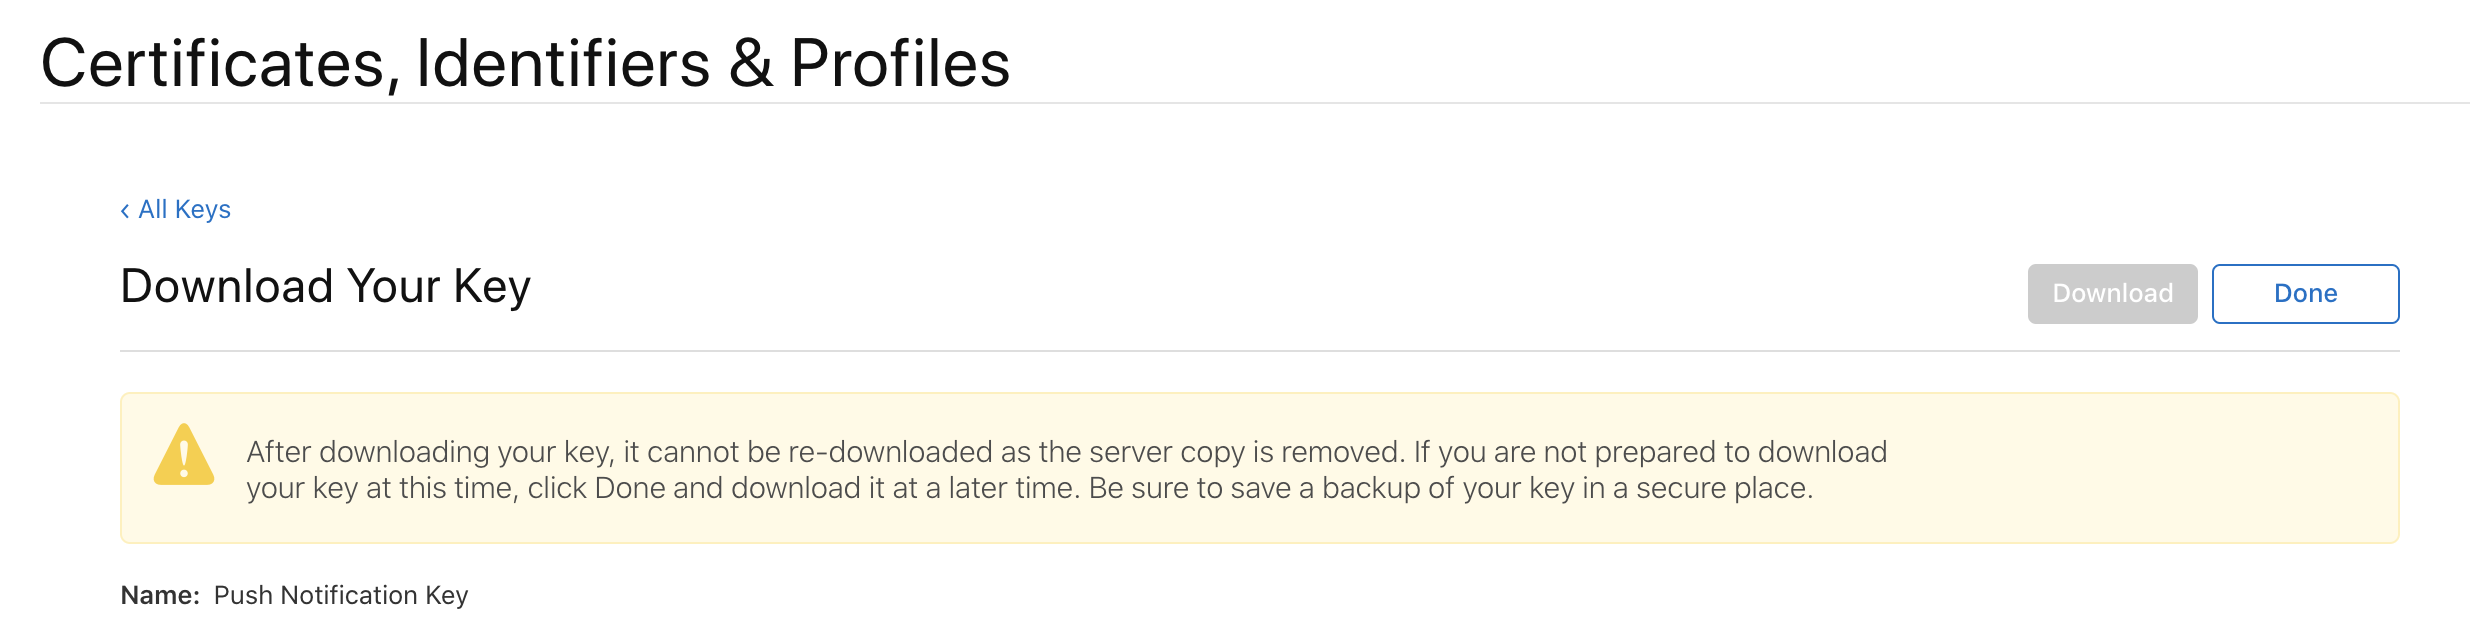 Certificates, Identifiers & Profiles
‹ All Keys
Download Your Key
Download
Done
After downloading your key, it cannot be re-downloaded as the server copy is removed. If you are not prepared to download
your key at this time, click Done and download it at a later time. Be sure to save a backup of your key in a secure place.
Name: Push Notification Key